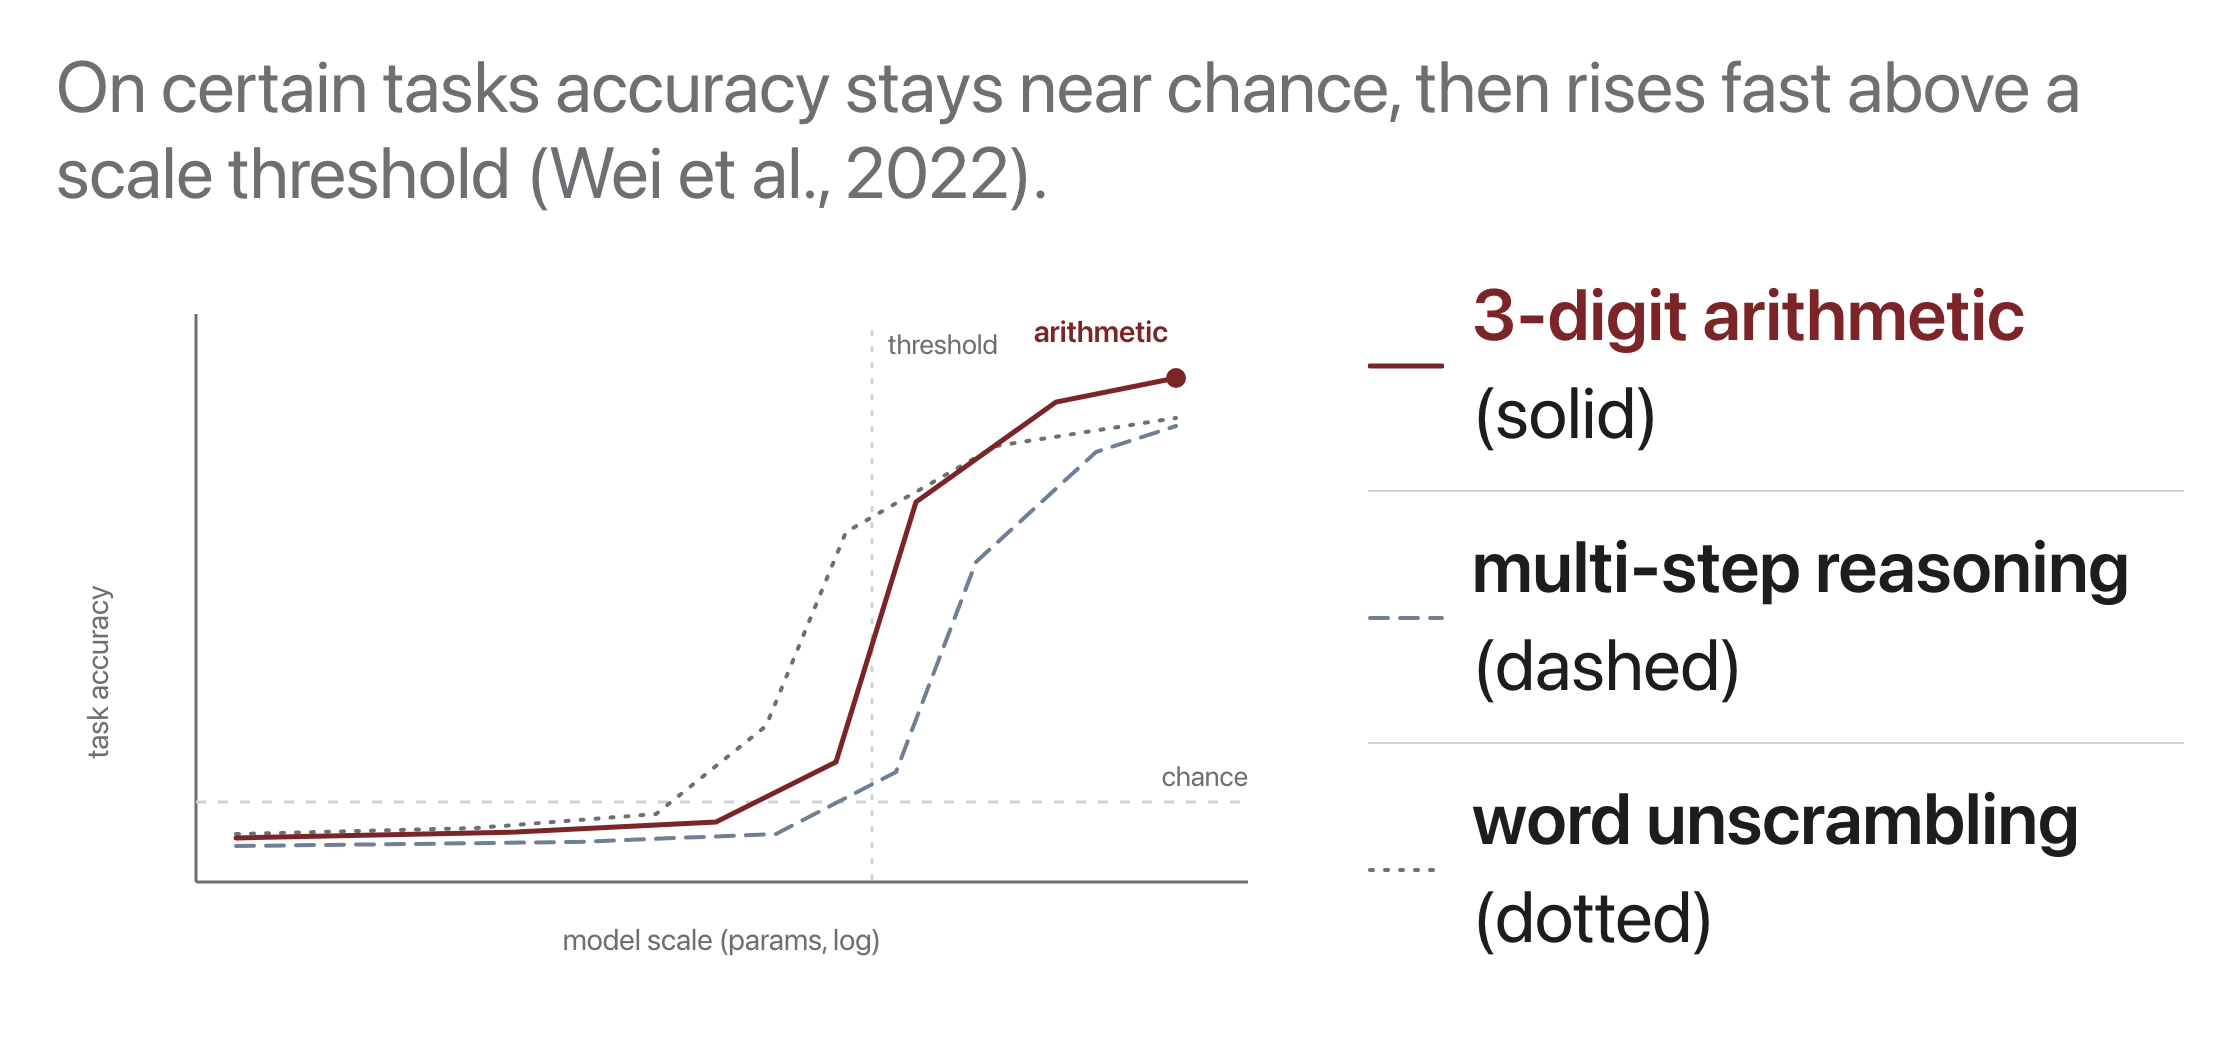 On certain tasks accuracy stays near chance, then rises fast above a
scale threshold (Wei et al., 2022).
threshold
arithmetic
chance
task accuracy
model scale (params, log)
3-digit arithmetic
(solid)
multi-step reasoning
(dashed)
word unscrambling
(dotted)